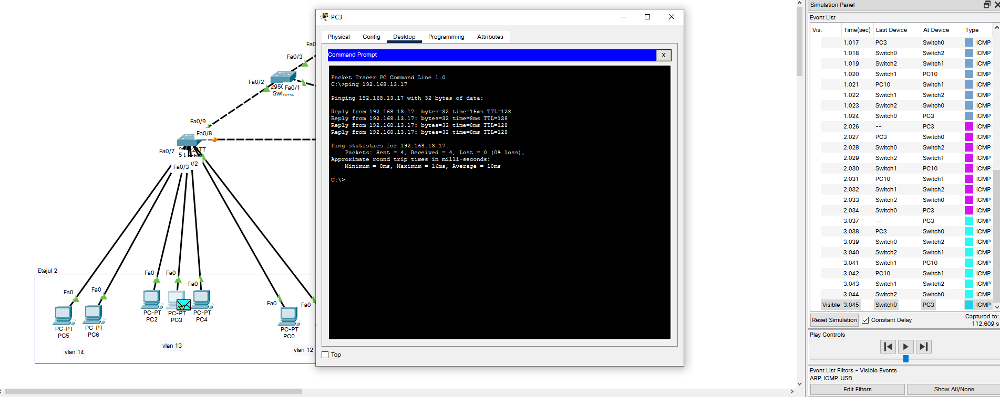 Fa0
Fa0/3
Fa0/2
Fa0/1
Fa0/9
Fa0/8
Fa0/7
Fa0/3
Etajul 2
Fa0
Fa0
Fa0
Fa0
Fa0
Fa0
Fa0
PC-PT
PC5
PC-PT
PC6
PC-PT
PC2
PC-PT
PC3
PC-PT
PC4
PC-PT
PC0
vlan 14
vlan 13
vlan 12
PC3
Physical
Config
Desktop
Programming
Attributes
Command Prompt
X
Packet Tracer PC Command Line 1.0
C:\>ping 192.168.13.17
Pinging 192.168.13.17 with 32 bytes of data:
Reply from 192.168.13.17: bytes=32 time=16ms TTL=128
Reply from 192.168.13.17: bytes=32 time=8ms TTL=128
Reply from 192.168.13.17: bytes=32 time=8ms TTL=128
Reply from 192.168.13.17: bytes=32 time=8ms TTL=128
Ping statistics for 192.168.13.17:
Packets: Sent = 4, Received = 4, Lost = 0 (0% loss),
Approximate round trip times in milli-seconds:
Minimum = 8ms, Maximum = 16ms, Average = 10ms
C:\>
Top
Simulation Panel
Event List
Vis. Time(sec) Last Device At Device Type
1.017 PC3 Switch0 ICMP
1.018 Switch0 Switch2 ICMP
1.019 Switch2 Switch1 ICMP
1.020 Switch1 PC10 ICMP
1.021 PC10 Switch1 ICMP
1.022 Switch1 Switch2 ICMP
1.023 Switch2 Switch0 ICMP
1.024 Switch0 PC3 ICMP
2.026 -- PC3 ICMP
2.027 PC3 Switch0 ICMP
2.028 Switch0 Switch2 ICMP
2.029 Switch2 Switch1 ICMP
2.030 Switch1 PC10 ICMP
2.031 PC10 Switch1 ICMP
2.032 Switch1 Switch2 ICMP
2.033 Switch2 Switch0 ICMP
2.034 Switch0 PC3 ICMP
3.037 -- PC3 ICMP
3.038 PC3 Switch0 ICMP
3.039 Switch0 Switch2 ICMP
3.040 Switch2 Switch1 ICMP
3.041 Switch1 PC10 ICMP
3.042 PC10 Switch1 ICMP
3.043 Switch1 Switch2 ICMP
3.044 Switch2 Switch0 ICMP
Visible 3.045 Switch0 PC3 ICMP
Reset Simulation
Constant Delay
Captured to:
112.609 s
Play Controls
Event List Filters - Visible Events
ARP, ICMP, USB
Edit Filters
Show All/None